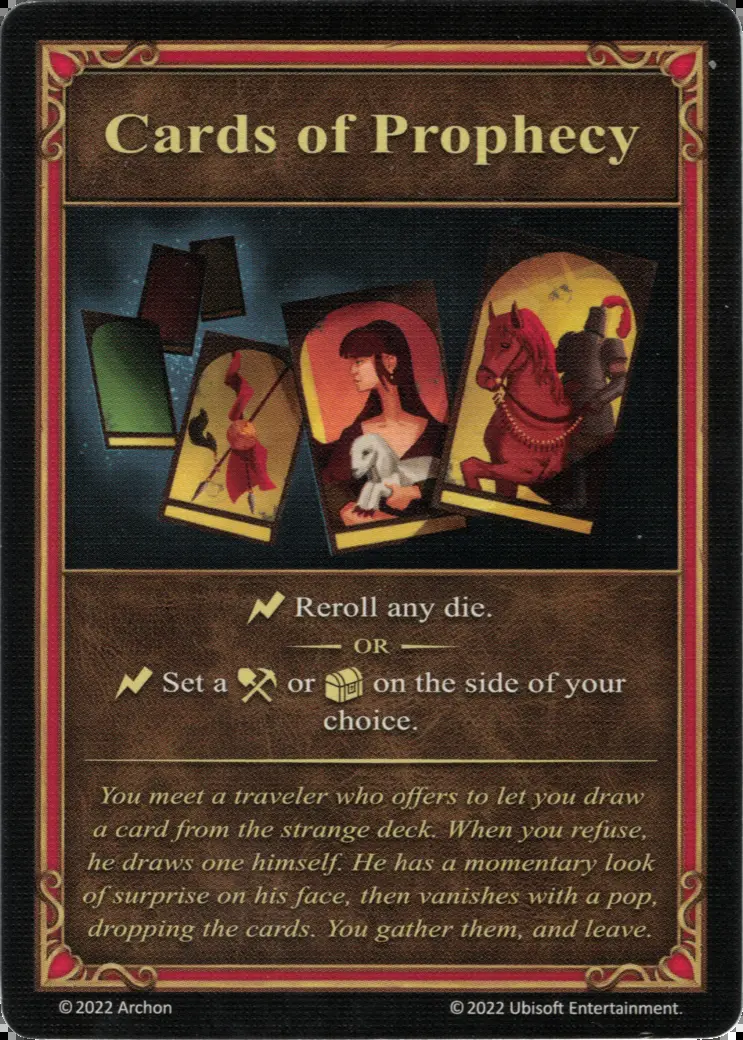 Cards of Prophecy
Reroll any die.
OR
Set a or on the side of your
choice.
You meet a traveler who offers to let you draw
a card from the strange deck. When you refuse,
he draws one himself. He has a momentary look
of surprise on his face, then vanishes with a pop,
dropping the cards. You gather them, and leave.
© 2022 Archon
© 2022 Ubisoft Entertainment.